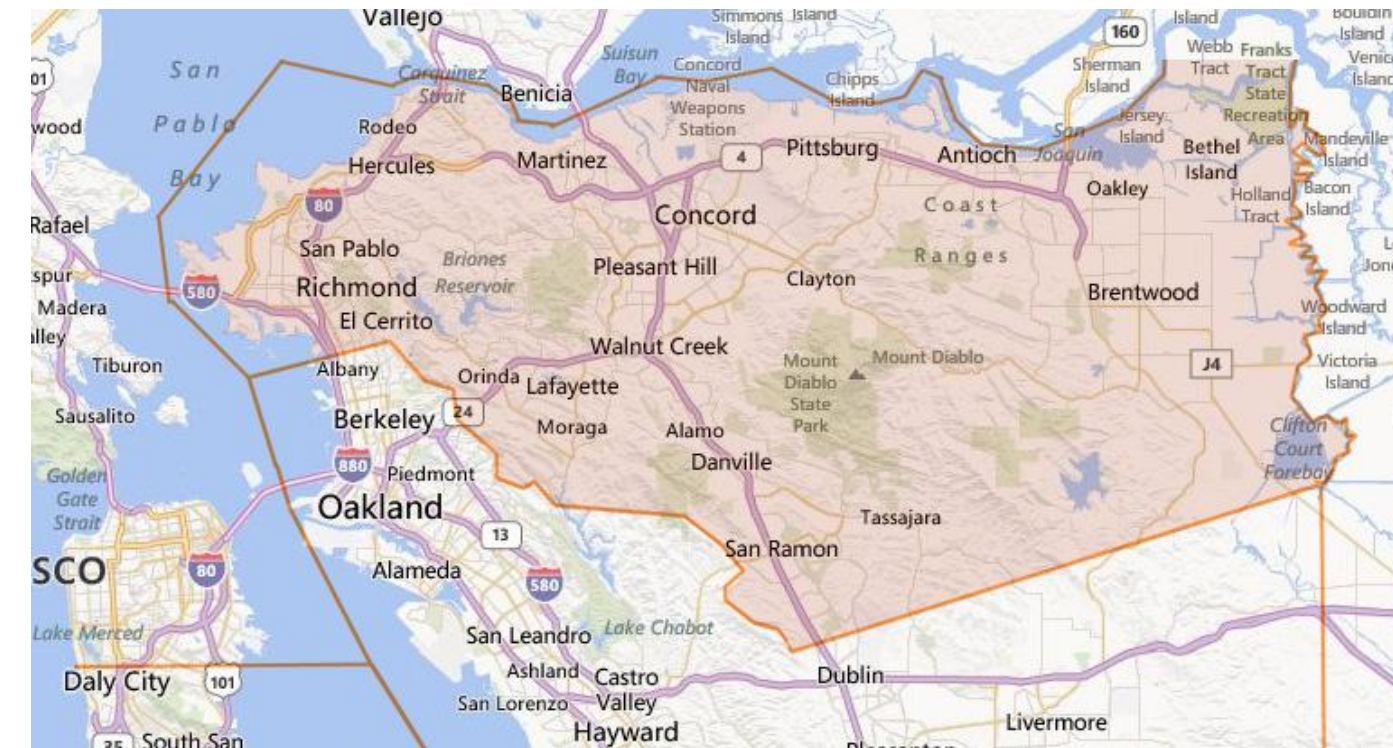 Vallejo
Simmons Island
Island
160
Island
Bouldin
Island
San
Suisun
Bay
Webb
Tract
Franks
Tract
State
Recreation
Area
Venice
Island
01
Carquinez
Strait
Concord
Naval
Weapons
Station
Sherman
Island
Benicia
Chipps
Island
wood
Pablo
Rodeo
Jersey
Island
San
Joaquin
Mandeville
Island
Hercules
Martinez
4
Pittsburg
Antioch
Bethel
Island
Bay
Oakley
Holland
Tract
Bacon
Island
80
Concord
Coast
Ranges
Rafael
San Pablo
Briones
Reservoir
Pleasant Hill
Clayton
spur
580
Richmond
Brentwood
Madera
El Cerrito
Woodward
Island
alley
Walnut Creek
Tiburon
Albany
Orinda
Lafayette
Mount
Diablo
State
Park
Mount Diablo
J4
Victoria
Island
Sausalito
Berkeley
24
Moraga
Alamo
Clifton
Court
Forebay
Golden
Gate
Strait
880
Piedmont
Danville
Oakland
Tassajara
13
San Ramon
SCO
80
Alameda
580
Lake Merced
San Leandro
Lake Chabot
Daly City
101
Ashland
Castro
Valley
Dublin
San Lorenzo
Hayward
Livermore
35
South San
Pleasanton